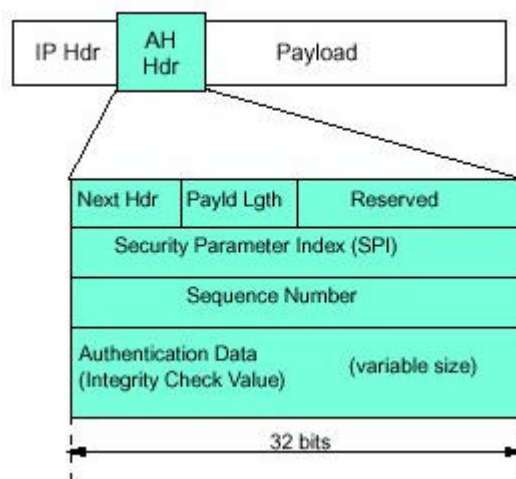 IP Hdr
AH
Hdr
Payload
Next Hdr
Payld Lgth
Reserved
Security Parameter Index (SPI)
Sequence Number
Authentication Data
(Integrity Check Value)
(variable size)
32 bits